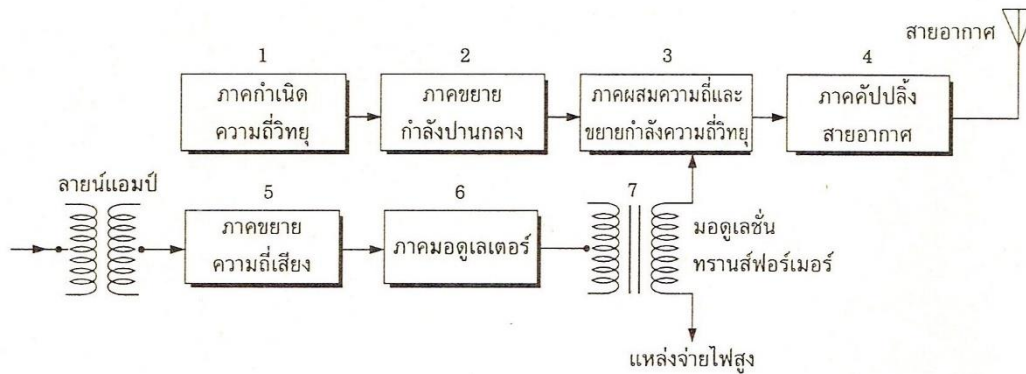 สายอากาศ
1
2
3
4
ภาคกำเนิด
ความถี่วิทยุ
ภาคขยาย
กำลังปานกลาง
ภาคผสมความถี่และ
ขยายกำลังความถี่วิทยุ
ภาคคัปปลิ้ง
สายอากาศ
ลายน์แอมป์
5
6
7
ภาคขยาย
ความถี่เสียง
ภาคมอดูเลเตอร์
มอดูเลชั่น
ทรานส์ฟอร์เมอร์
แหล่งจ่ายไฟสูง